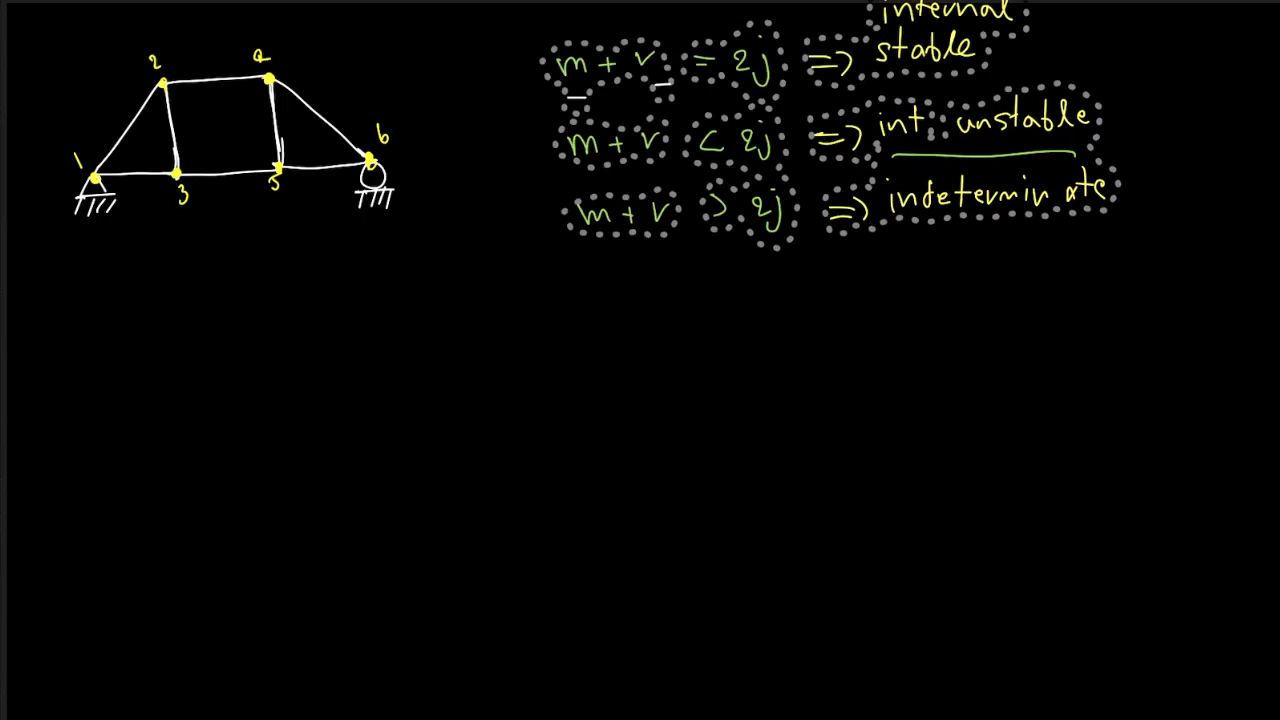 internal
m + r = 2j => stable
m + r < 2j => int. unstable
m + r > 2j => indeterminate
2 4
1 3 5 6